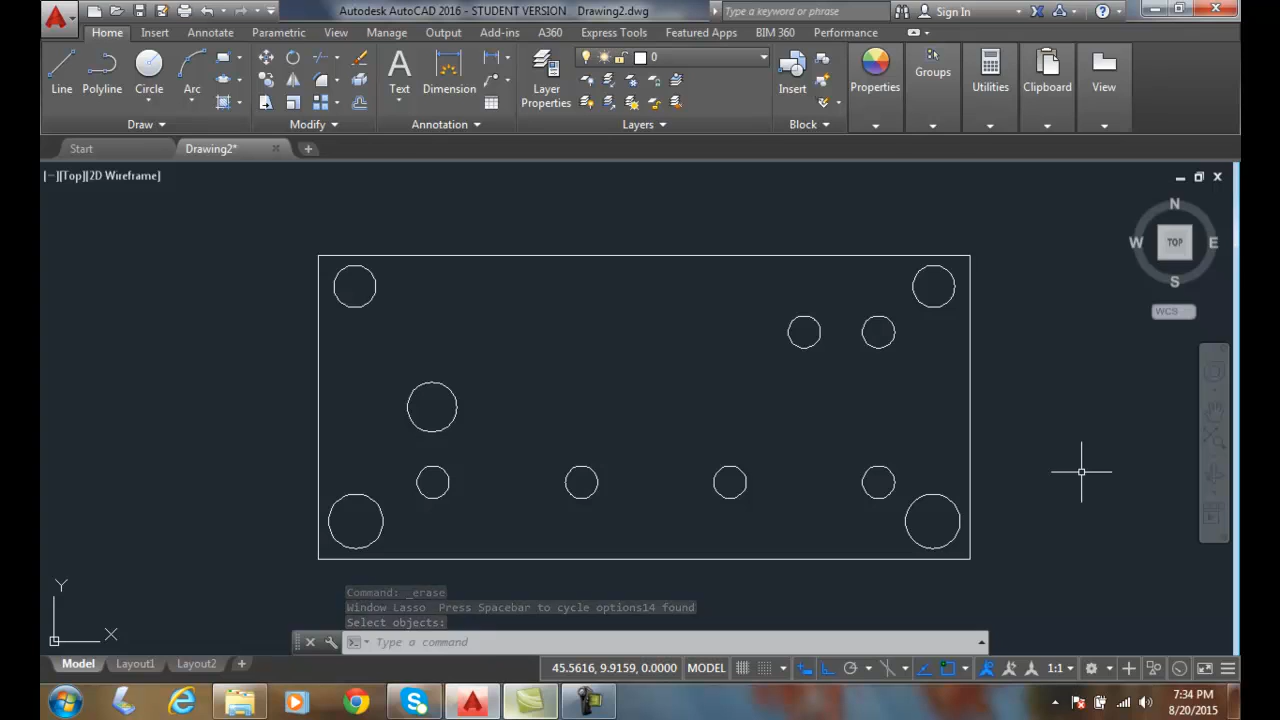 Autodesk AutoCAD 2016 - STUDENT VERSION Drawing2.dwg
Type a keyword or phrase
Sign In
Home Insert Annotate Parametric View Manage Output Add-ins A360 Express Tools Featured Apps BIM 360 Performance
Line Polyline Circle Arc
Text Dimension
Layer Properties
0
Insert
Properties
Groups
Utilities
Clipboard
View
Draw Modify Annotation Layers Block
Start Drawing2* +
[−][Top][2D Wireframe]
N
W TOP E
S
WCS
Y
X
Command: _erase
Window Lasso Press Spacebar to cycle options14 found
Select objects:
Type a command
Model Layout1 Layout2 +
45.5616, 9.9159, 0.0000 MODEL 1:1
7:34 PM
8/20/2015